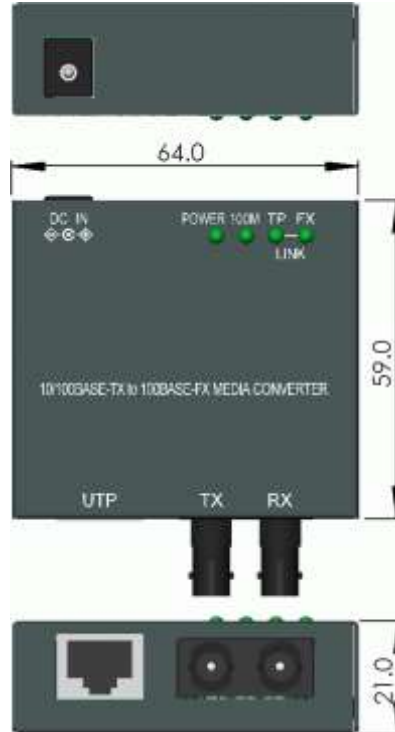 64.0
DC IN
POWER 100M TP FX
LINK
59.0
10/100BASE-TX to 100BASE-FX MEDIA CONVERTER
UTP TX RX
21.0